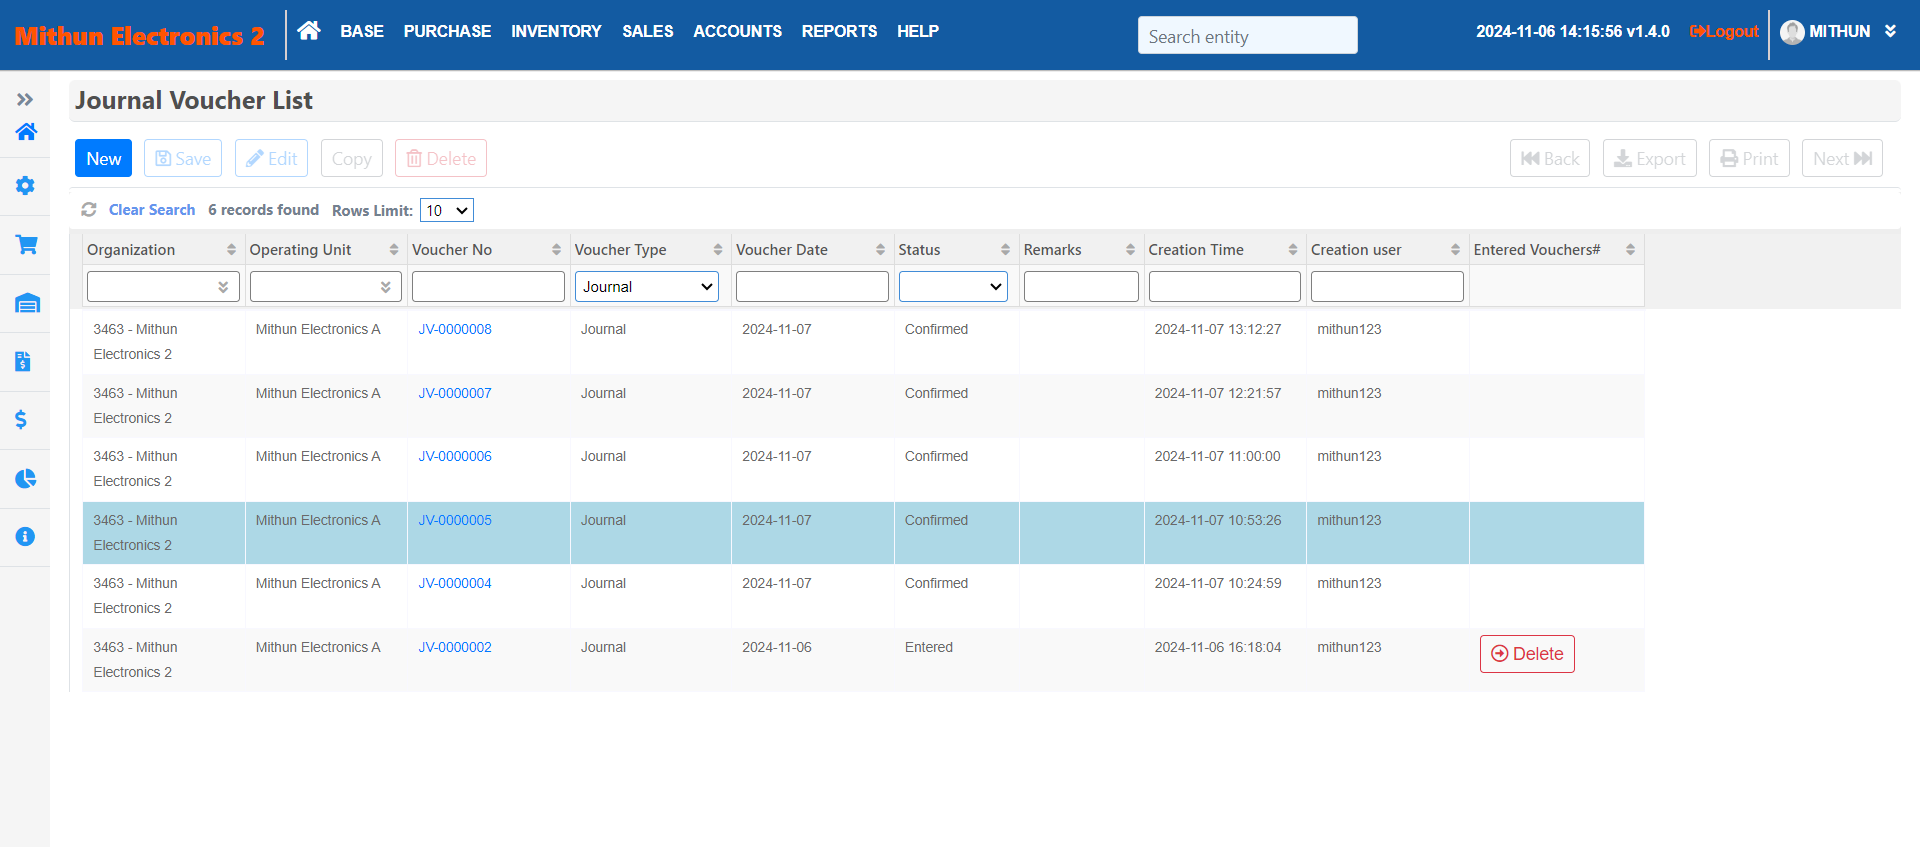 Mithun Electronics 2 BASE PURCHASE INVENTORY SALES ACCOUNTS REPORTS HELP Search entity 2024-11-06 14:15:56 v1.4.0 Logout MITHUN
Journal Voucher List
New Save Edit Copy Delete Back Export Print Next
Clear Search 6 records found Rows Limit: 10
Organization Operating Unit Voucher No Voucher Type Voucher Date Status Remarks Creation Time Creation user Entered Vouchers#
Journal
3463 - Mithun Mithun Electronics A JV-0000008 Journal 2024-11-07 Confirmed 2024-11-07 13:12:27 mithun123
Electronics 2
3463 - Mithun Mithun Electronics A JV-0000007 Journal 2024-11-07 Confirmed 2024-11-07 12:21:57 mithun123
Electronics 2
3463 - Mithun Mithun Electronics A JV-0000006 Journal 2024-11-07 Confirmed 2024-11-07 11:00:00 mithun123
Electronics 2
3463 - Mithun Mithun Electronics A JV-0000005 Journal 2024-11-07 Confirmed 2024-11-07 10:53:26 mithun123
Electronics 2
3463 - Mithun Mithun Electronics A JV-0000004 Journal 2024-11-07 Confirmed 2024-11-07 10:24:59 mithun123
Electronics 2
3463 - Mithun Mithun Electronics A JV-0000002 Journal 2024-11-06 Entered 2024-11-06 16:18:04 mithun123 Delete
Electronics 2